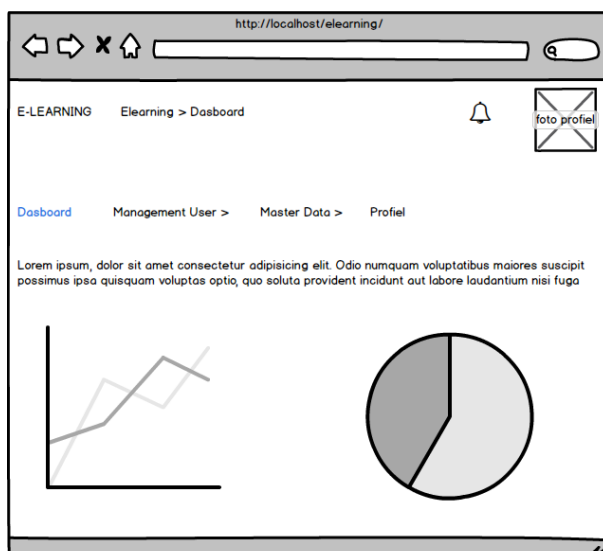 http://localhost/elearning/
E-LEARNING
Elearning > Dasboard
foto profiel
Dasboard
Management User >
Master Data >
Profiel
Lorem ipsum, dolor sit amet consectetur adipisicing elit. Odio numquam voluptatibus maiores suscipit
possimus ipsa quisquam voluptas optio, quo soluta provident incidunt aut labore laudantium nisi fuga